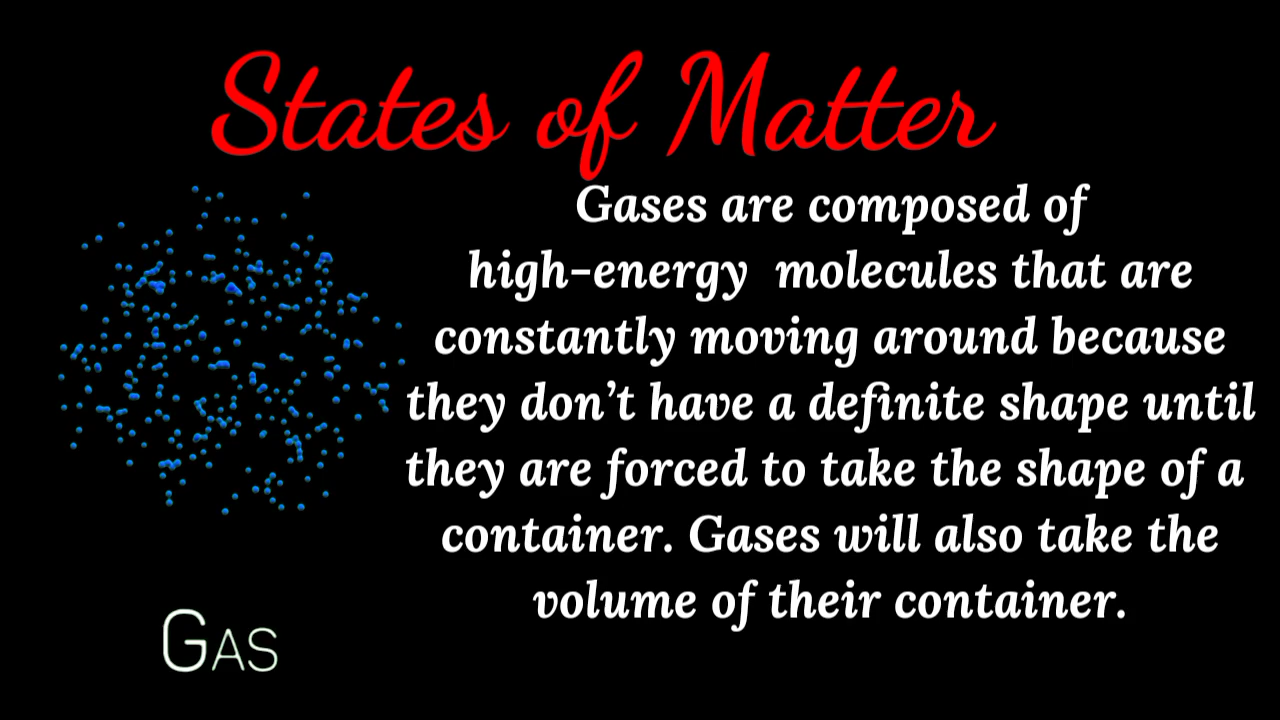 States of Matter
Gases are composed of
high-energy molecules that are
constantly moving around because
they don’t have a definite shape until
they are forced to take the shape of a
container. Gases will also take the
volume of their container.
Gas